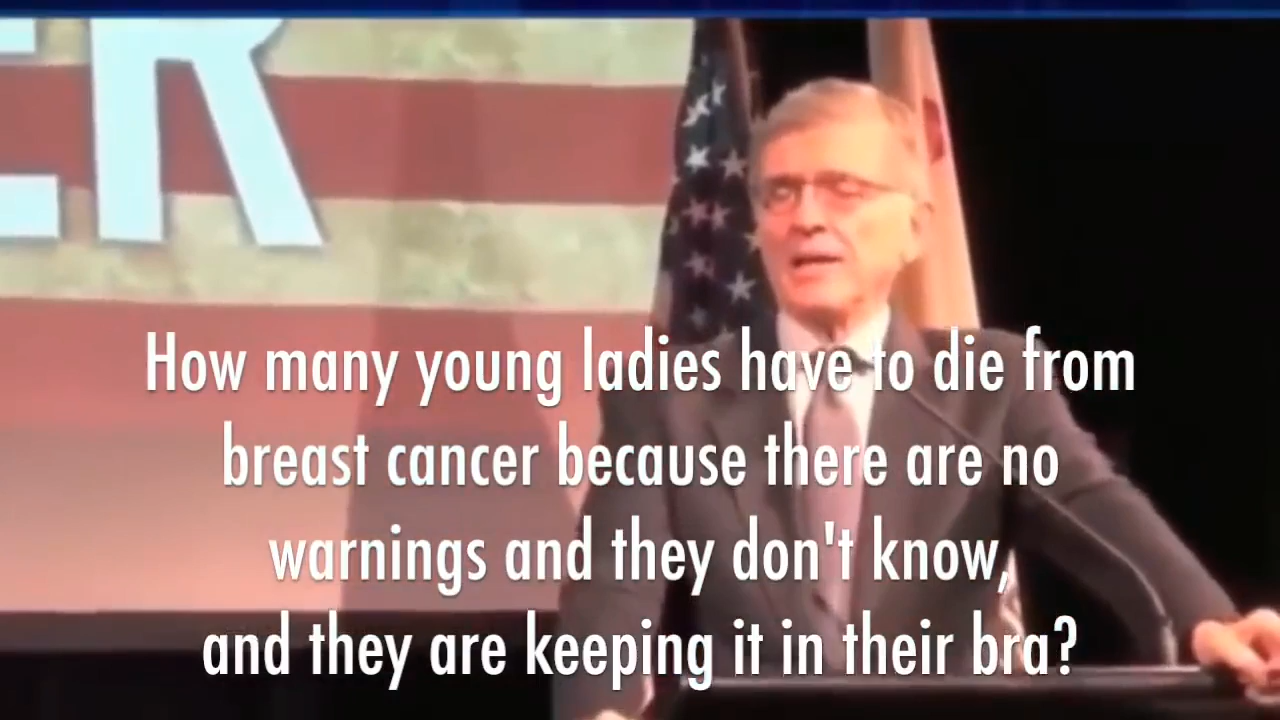 ER
How many young ladies have to die from
breast cancer because there are no
warnings and they don't know,
and they are keeping it in their bra?